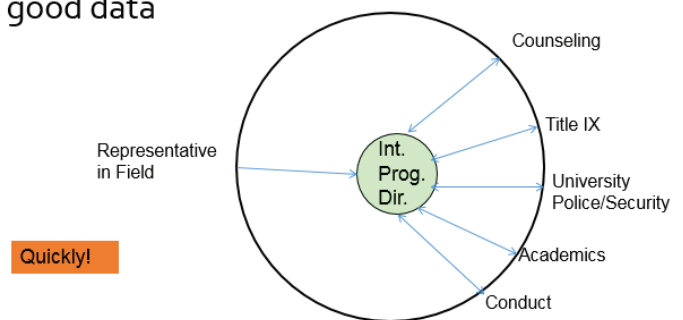 good data
Counseling
Title IX
Representative
in Field
Int.
Prog.
Dir.
University
Police/Security
Quickly!
Academics
Conduct